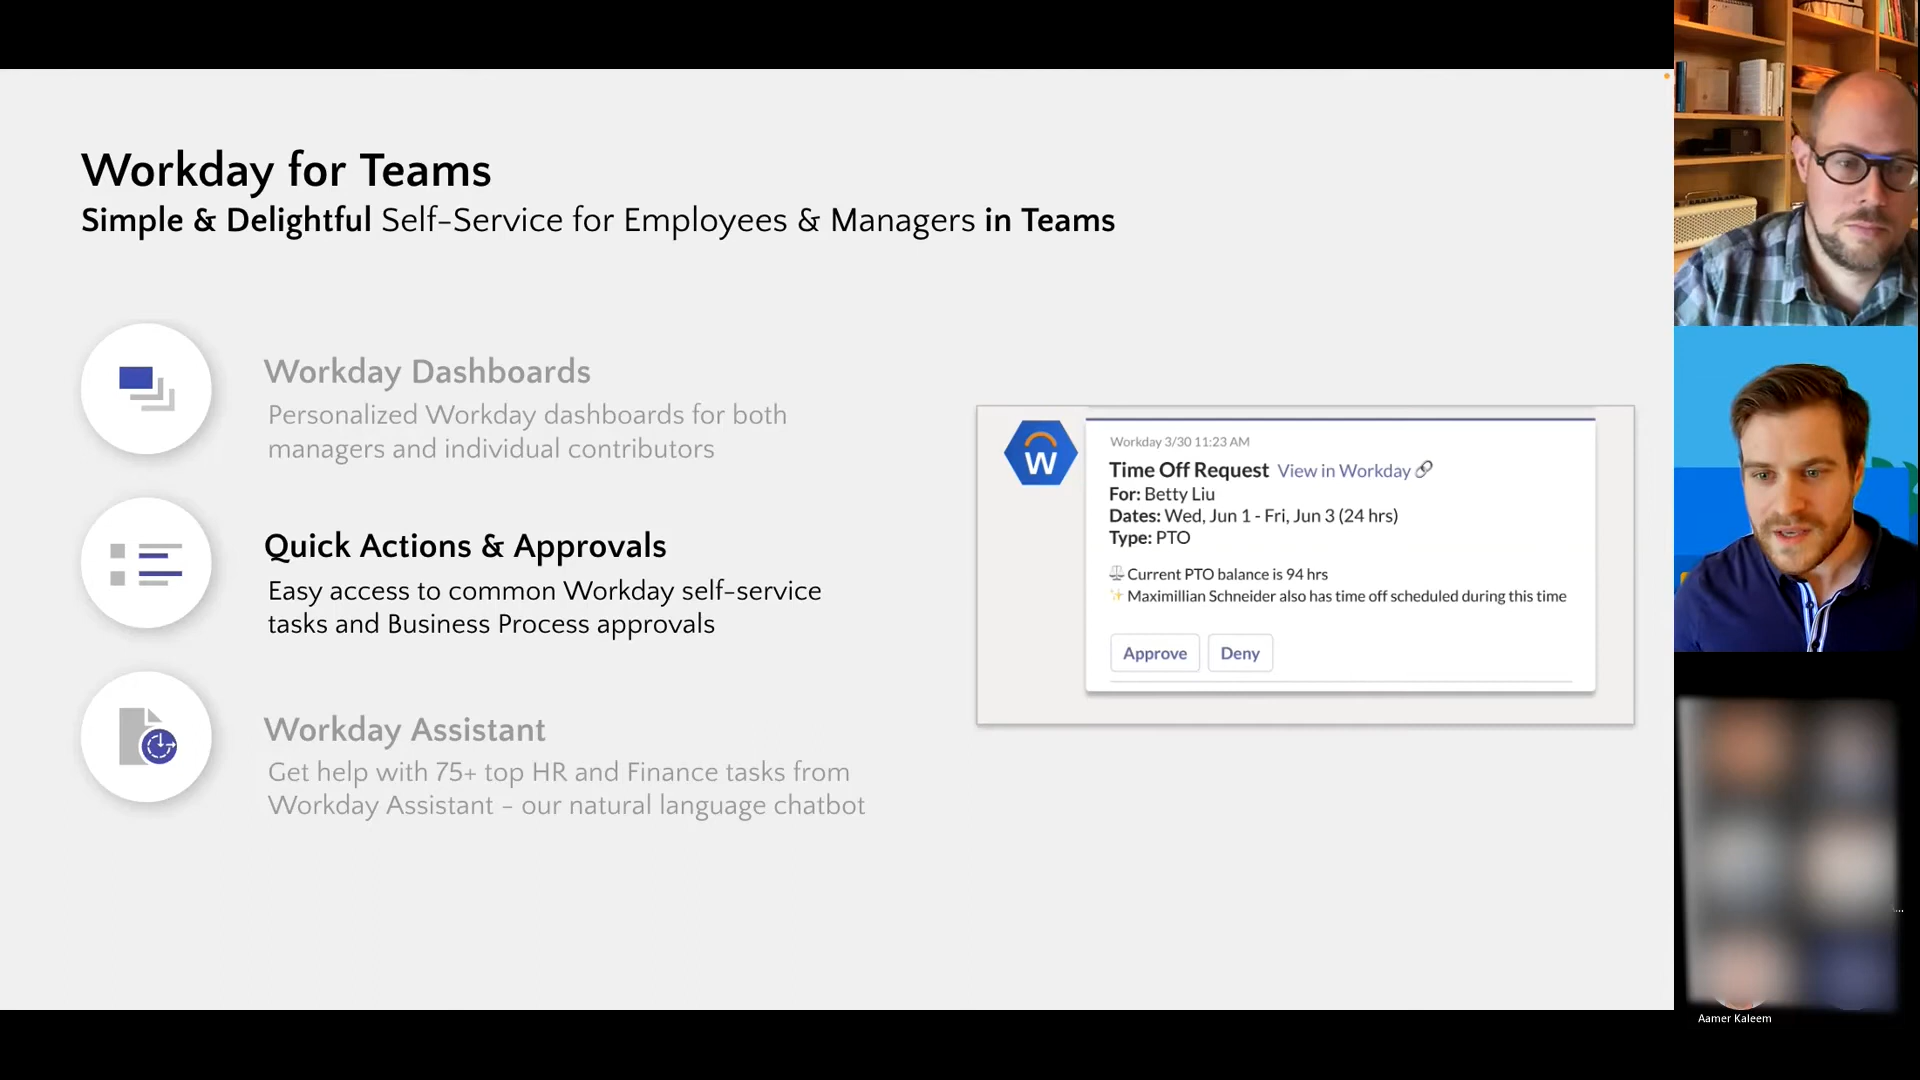 Workday for Teams
Simple & Delightful Self-Service for Employees & Managers in Teams
Workday Dashboards
Personalized Workday dashboards for both
managers and individual contributors
Quick Actions & Approvals
Easy access to common Workday self-service
tasks and Business Process approvals
Workday Assistant
Get help with 75+ top HR and Finance tasks from
Workday Assistant - our natural language chatbot
W
Workday 3/30 11:23 AM
Time Off Request View in Workday
For: Betty Liu
Dates: Wed, Jun 1 - Fri, Jun 3 (24 hrs)
Type: PTO
Current PTO balance is 94 hrs
Maximillian Schneider also has time off scheduled during this time
Approve Deny
Aamer Kaleem